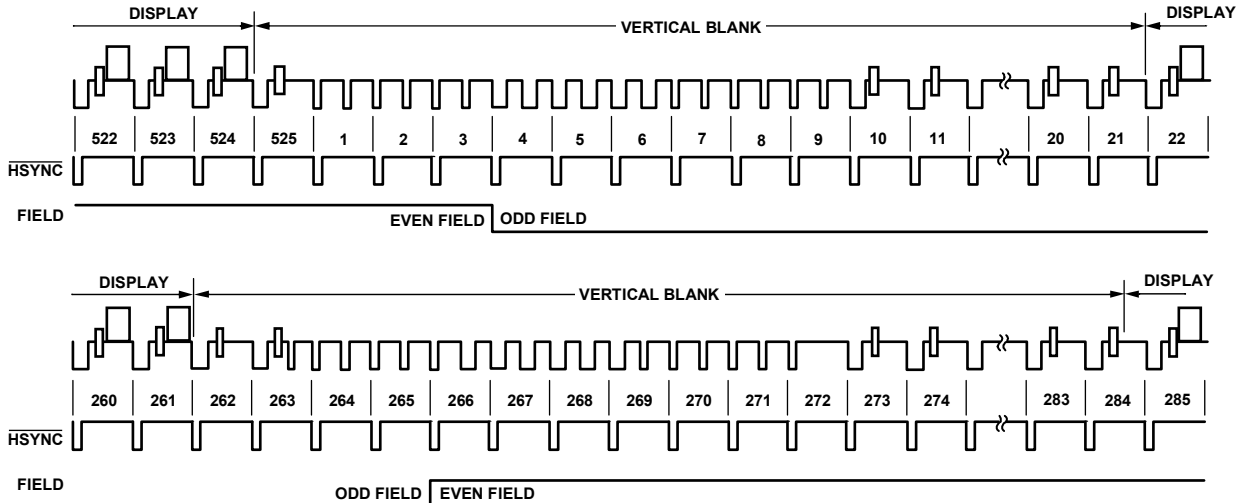 DISPLAY VERTICAL BLANK DISPLAY
522 523 524 525 1 2 3 4 5 6 7 8 9 10 11 20 21 22
HSYNC
FIELD EVEN FIELD ODD FIELD
DISPLAY VERTICAL BLANK DISPLAY
260 261 262 263 264 265 266 267 268 269 270 271 272 273 274 283 284 285
HSYNC
FIELD ODD FIELD EVEN FIELD